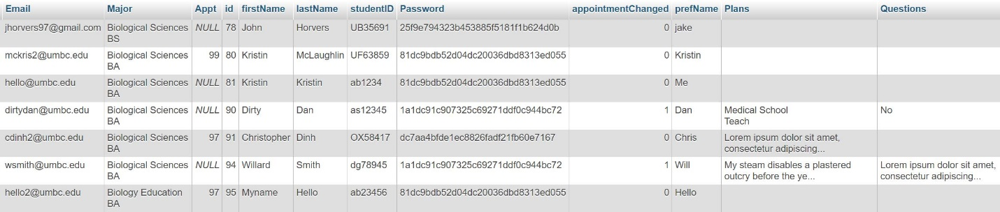 Email Major Appt id firstName lastName studentID Password appointmentChanged prefName Plans Questions
jhorvers97@gmail.com Biological Sciences NULL 78 John Horvers UB35691 25f9e794323b453885f5181f1b624d0b 0 jake
BS
mckris2@umbc.edu Biological Sciences 99 80 Kristin McLaughlin UF63859 81dc9bdb52d04dc20036dbd8313ed055 0 Kristin
BA
hello@umbc.edu Biological Sciences NULL 81 Kristin Kristin ab1234 81dc9bdb52d04dc20036dbd8313ed055 0 Me
BA
dirtydan@umbc.edu Biological Sciences NULL 90 Dirty Dan as12345 1a1dc91c907325c69271ddf0c944bc72 1 Dan Medical School No
BA Teach
cdinh2@umbc.edu Biological Sciences 97 91 Christopher Dinh OX58417 dc7aa4bfde1ec8826fadf21fb60e7167 0 Chris Lorem ipsum dolor sit amet,
BA consectetur adipiscing...
wsmith@umbc.edu Biological Sciences NULL 94 Willard Smith dg78945 1a1dc91c907325c69271ddf0c944bc72 1 Will My steam disables a plastered Lorem ipsum dolor sit amet,
BA outcry before the ye... consectetur adipiscing...
hello2@umbc.edu Biology Education 97 95 Myname Hello ab23456 81dc9bdb52d04dc20036dbd8313ed055 0 Hello
BA